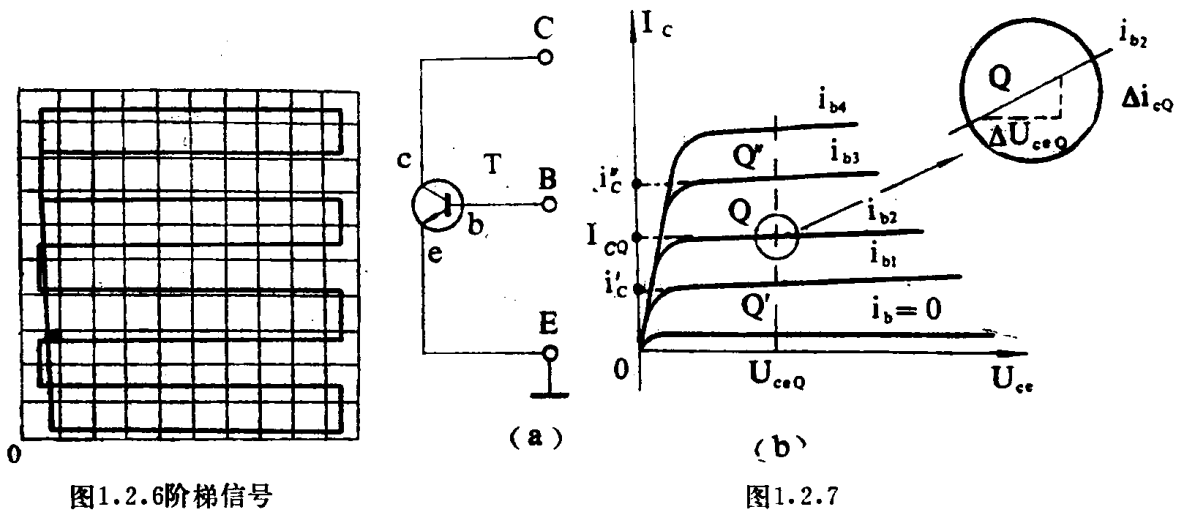 0
图1.2.6阶梯信号
C
c
T
B
b
e
E
(a)
I c
i b4
Q″
i b3
i″c
Q
i b2
I CQ
i b1
i′c
Q′
i b = 0
0
U ceQ
U ce
(b)
图1.2.7
i b2
Q
Δi cQ
ΔU ceQ